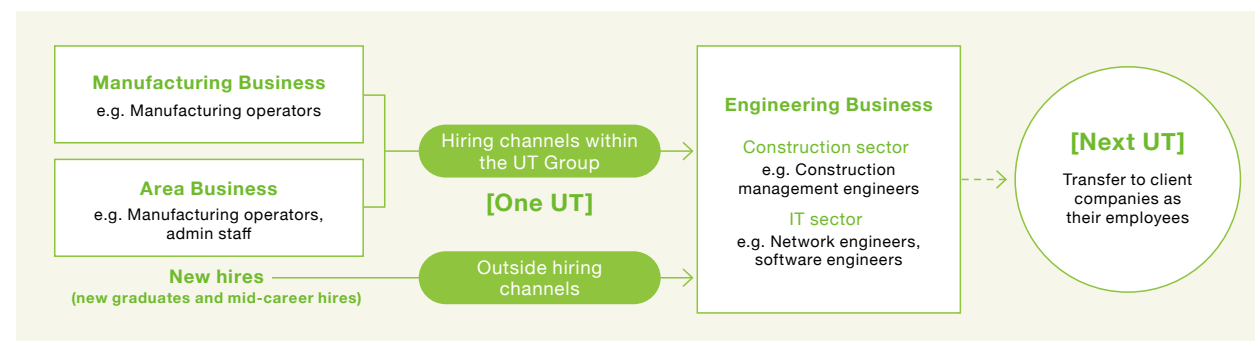 Manufacturing Business
e.g. Manufacturing operators
Area Business
e.g. Manufacturing operators,
admin staff
New hires
(new graduates and mid-career hires)
Hiring channels within
the UT Group
[One UT]
Outside hiring
channels
Engineering Business
Construction sector
e.g. Construction
management engineers
IT sector
e.g. Network engineers,
software engineers
[Next UT]
Transfer to client
companies as
their employees